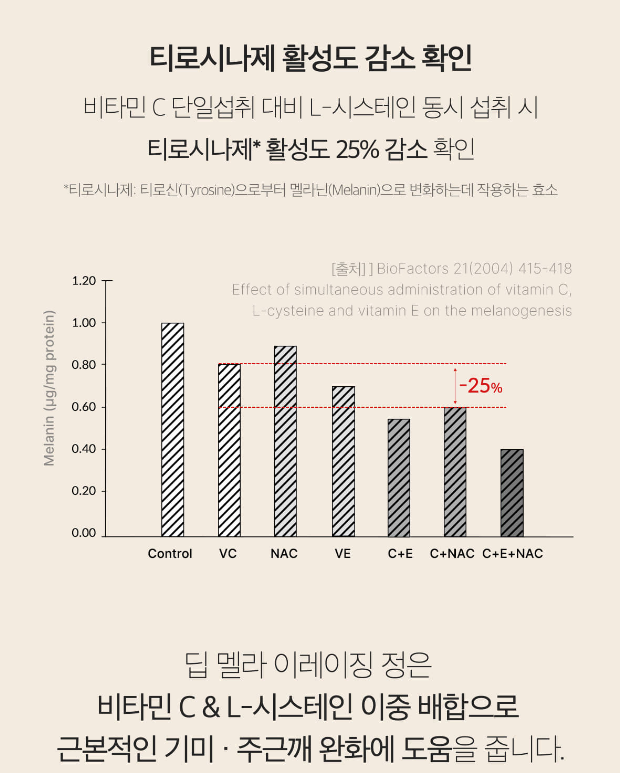 티로시나제 활성도 감소 확인
비타민 C 단일섭취 대비 L-시스테인 동시 섭취 시
티로시나제* 활성도 25% 감소 확인
*티로시나제: 티로신(Tyrosine)으로부터 멜라닌(Melanin)으로 변화하는데 작용하는 효소
[출처] ] BioFactors 21(2004) 415-418
Effect of simultaneous administration of vitamin C,
L-cysteine and vitamin E on the melanogenesis
Melanin (μg/mg protein)
1.20
1.00
0.80
0.60
0.40
0.20
0.00
-25%
Control VC NAC VE C+E C+NAC C+E+NAC
딥 멜라 이레이징 정은
비타민 C & L-시스테인 이중 배합으로
근본적인 기미 · 주근깨 완화에 도움을 줍니다.